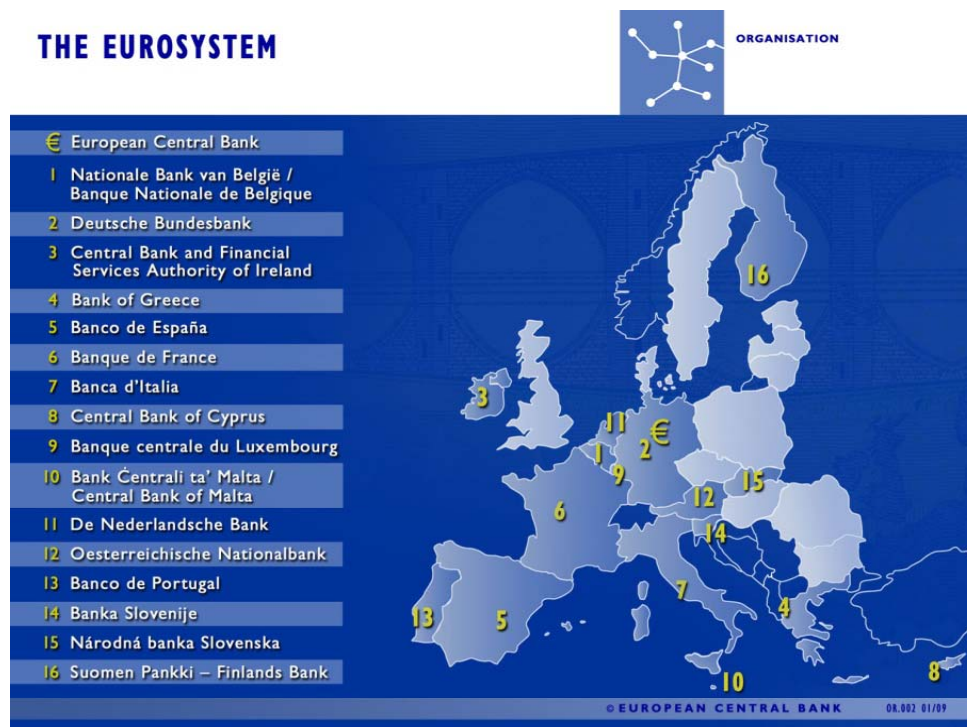 THE EUROSYSTEM
ORGANISATION
€ European Central Bank
1 Nationale Bank van België /
Banque Nationale de Belgique
2 Deutsche Bundesbank
3 Central Bank and Financial
Services Authority of Ireland
4 Bank of Greece
5 Banco de España
6 Banque de France
7 Banca d'Italia
8 Central Bank of Cyprus
9 Banque centrale du Luxembourg
10 Bank Ċentrali ta' Malta /
Central Bank of Malta
11 De Nederlandsche Bank
12 Oesterreichische Nationalbank
13 Banco de Portugal
14 Banka Slovenije
15 Národná banka Slovenska
16 Suomen Pankki – Finlands Bank
16
3
11
€
1
2
9
15
12
6
14
7
13
5
4
10
8
© EUROPEAN CENTRAL BANK OR.002 01/09